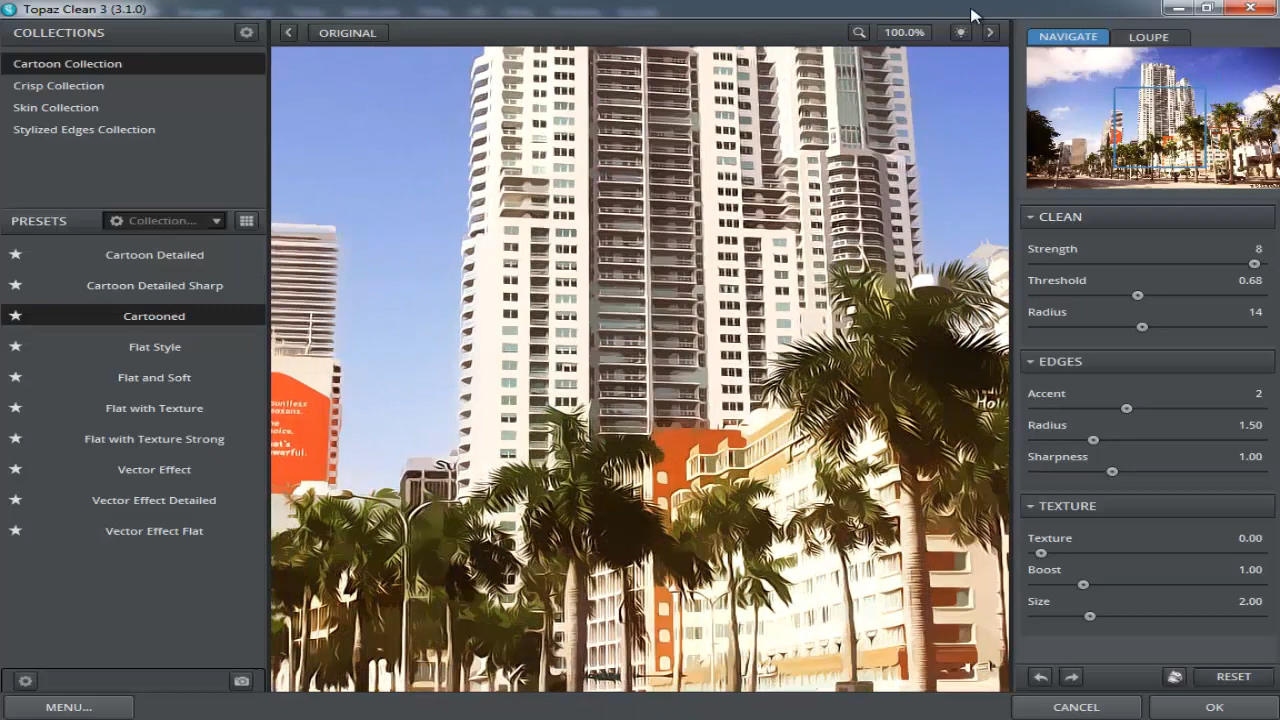 Topaz Clean 3 (3.1.0)
COLLECTIONS
Cartoon Collection
Crisp Collection
Skin Collection
Stylized Edges Collection
PRESETS
Collection...
Cartoon Detailed
Cartoon Detailed Sharp
Cartooned
Flat Style
Flat and Soft
Flat with Texture
Flat with Texture Strong
Vector Effect
Vector Effect Detailed
Vector Effect Flat
MENU...
ORIGINAL
100.0%
NAVIGATE
LOUPE
CLEAN
Strength 8
Threshold 0.68
Radius 14
EDGES
Accent 2
Radius 1.50
Sharpness 1.00
TEXTURE
Texture 0.00
Boost 1.00
Size 2.00
RESET
CANCEL
OK